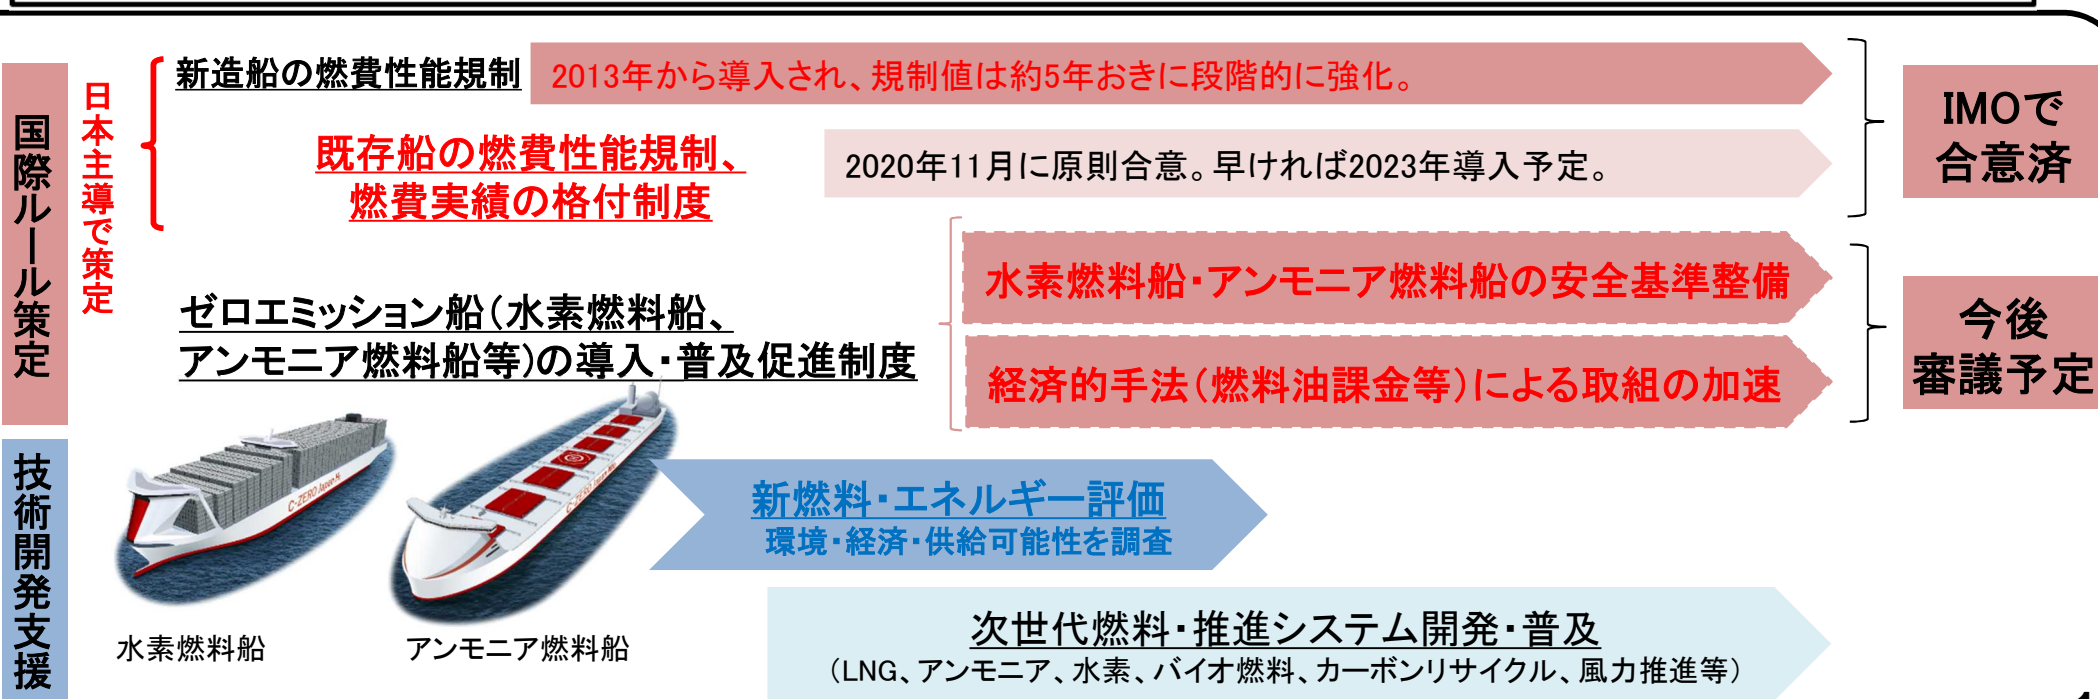 国際ルール策定
日本主導で策定
新造船の燃費性能規制
2013年から導入され、規制値は約5年おきに段階的に強化。
既存船の燃費性能規制、
燃費実績の格付制度
2020年11月に原則合意。早ければ2023年導入予定。
IMOで
合意済
ゼロエミッション船(水素燃料船、
アンモニア燃料船等)の導入・普及促進制度
水素燃料船・アンモニア燃料船の安全基準整備
経済的手法(燃料油課金等)による取組の加速
今後
審議予定
技術開発支援
C-ZERO Japan
C-ZERO Japan
水素燃料船
アンモニア燃料船
新燃料・エネルギー評価
環境・経済・供給可能性を調査
次世代燃料・推進システム開発・普及
(LNG、アンモニア、水素、バイオ燃料、カーボンリサイクル、風力推進等)